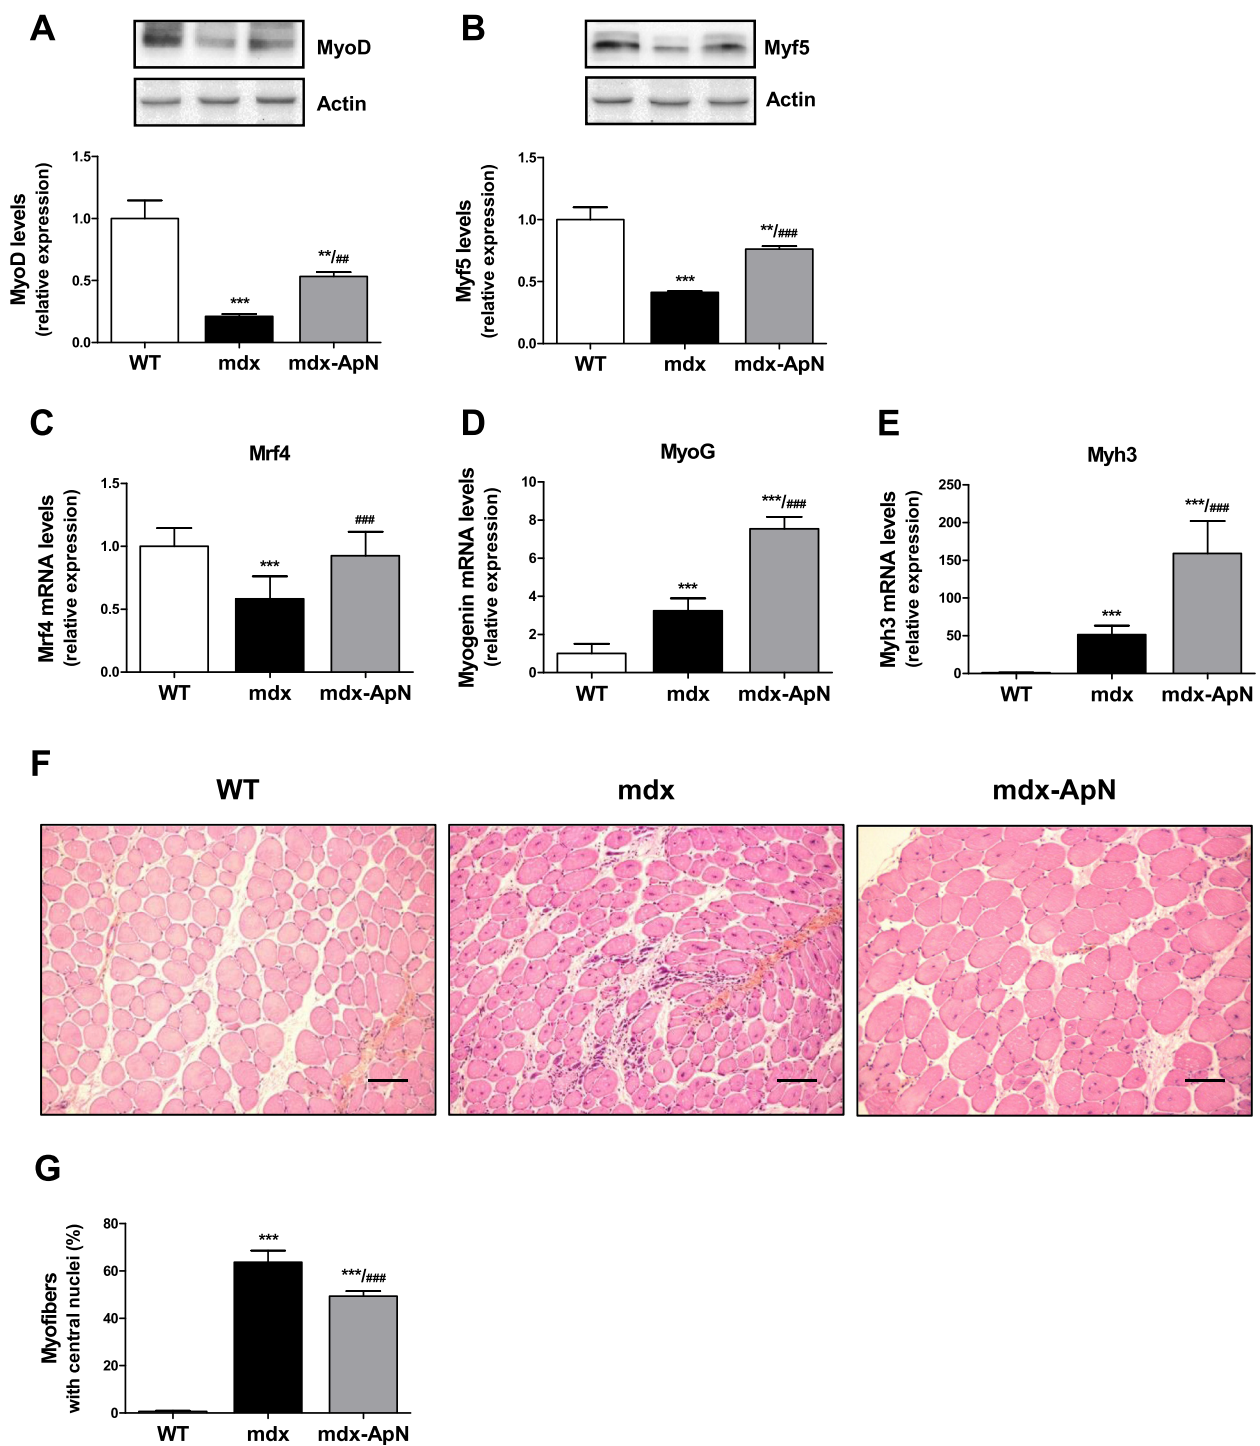 A
MyoD
Actin
MyoD levels
(relative expression)
1.5
1.0
0.5
0.0
***
**/##
WT mdx mdx-ApN
B
Myf5
Actin
Myf5 levels
(relative expression)
1.5
1.0
0.5
0.0
***
**/###
WT mdx mdx-ApN
C
Mrf4
Mrf4 mRNA levels
(relative expression)
1.5
1.0
0.5
0.0
***
###
WT mdx mdx-ApN
D
MyoG
Myogenin mRNA levels
(relative expression)
10
8
6
4
2
0
***
***/###
WT mdx mdx-ApN
E
Myh3
Myh3 mRNA levels
(relative expression)
250
200
150
100
50
0
***
***/###
WT mdx mdx-ApN
F
WT mdx mdx-ApN
G
Myofibers
with central nuclei (%)
80
60
40
20
0
***
***/###
WT mdx mdx-ApN